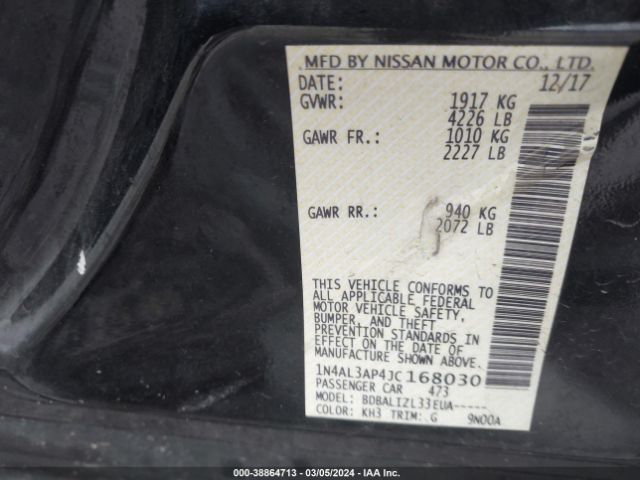 MFD BY NISSAN MOTOR CO., LTD.
DATE: 12/17
GVWR: 1917 KG
4226 LB
GAWR FR.: 1010 KG
2227 LB
GAWR RR.: 940 KG
2072 LB
THIS VEHICLE CONFORMS TO
ALL APPLICABLE FEDERAL
MOTOR VEHICLE SAFETY,
BUMPER, AND THEFT
PREVENTION STANDARDS IN
EFFECT ON THE DATE OF
MANUFACTURE SHOWN ABOVE.
1N4AL3AP4JC168030
PASSENGER CAR 473
MODEL: BDBALIZL33EUA-----
COLOR: KH3 TRIM: G 9N00A
000-38864713 - 03/05/2024 - IAA Inc.